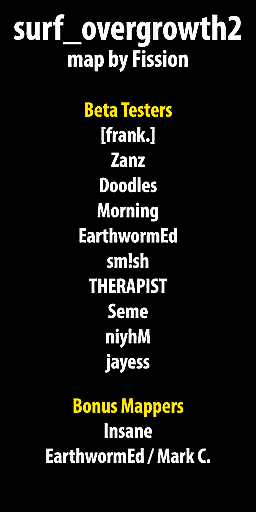 surf_overgrowth2
map by Fission
Beta Testers
[frank.]
Zanz
Doodles
Morning
EarthwormEd
sm!sh
THERAPIST
Seme
niyhM
jayess
Bonus Mappers
Insane
EarthwormEd / Mark C.